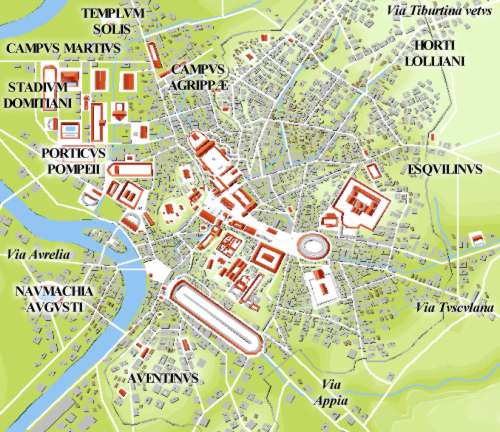 TEMPLVM
SOLIS
Via Tiburtina vetvs
CAMPVS MARTIVS
HORTI
LOLLIANI
CAMPVS
AGRIPPÆ
STADIVM
DOMITIANI
PORTICVS
POMPEII
ESQVILINVS
Via Avrelia
NAVMACHIA
AVGVSTI
Via Tvscvlana
AVENTINVS
Via
Appia